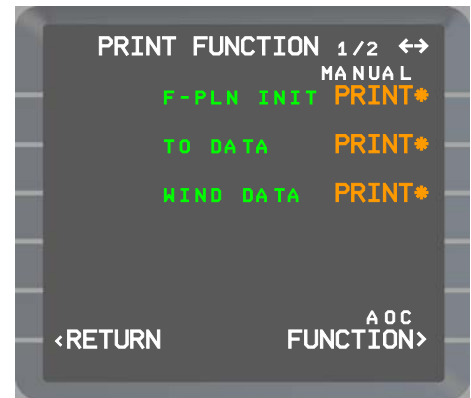 PRINT FUNCTION 1/2 ←→
MANUAL
F-PLN INIT PRINT*
TO DATA PRINT*
WIND DATA PRINT*
AOC
<RETURN FUNCTION>